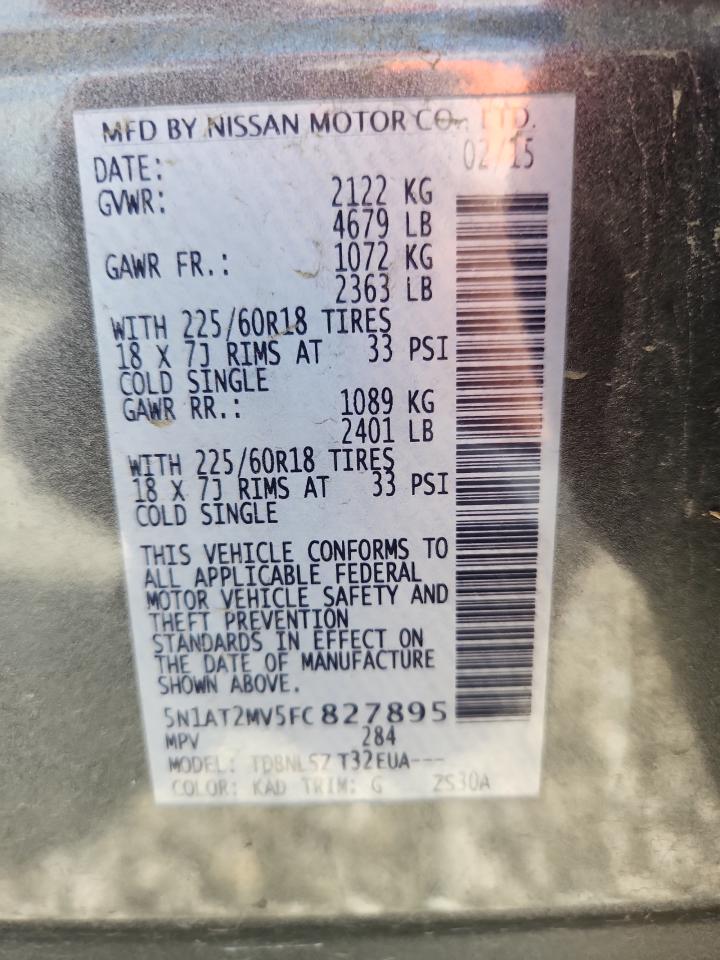 MFD BY NISSAN MOTOR CO., LTD.
DATE: 02/15
GVWR: 2122 KG
4679 LB
GAWR FR.: 1072 KG
2363 LB
WITH 225/60R18 TIRES
18 X 7J RIMS AT 33 PSI
COLD SINGLE
GAWR RR.: 1089 KG
2401 LB
WITH 225/60R18 TIRES
18 X 7J RIMS AT 33 PSI
COLD SINGLE
THIS VEHICLE CONFORMS TO
ALL APPLICABLE FEDERAL
MOTOR VEHICLE SAFETY AND
THEFT PREVENTION
STANDARDS IN EFFECT ON
THE DATE OF MANUFACTURE
SHOWN ABOVE.
5N1AT2MV5FC827895
MPV 284
MODEL: T32EUA---
COLOR: KAD TRIM: G ZS30A